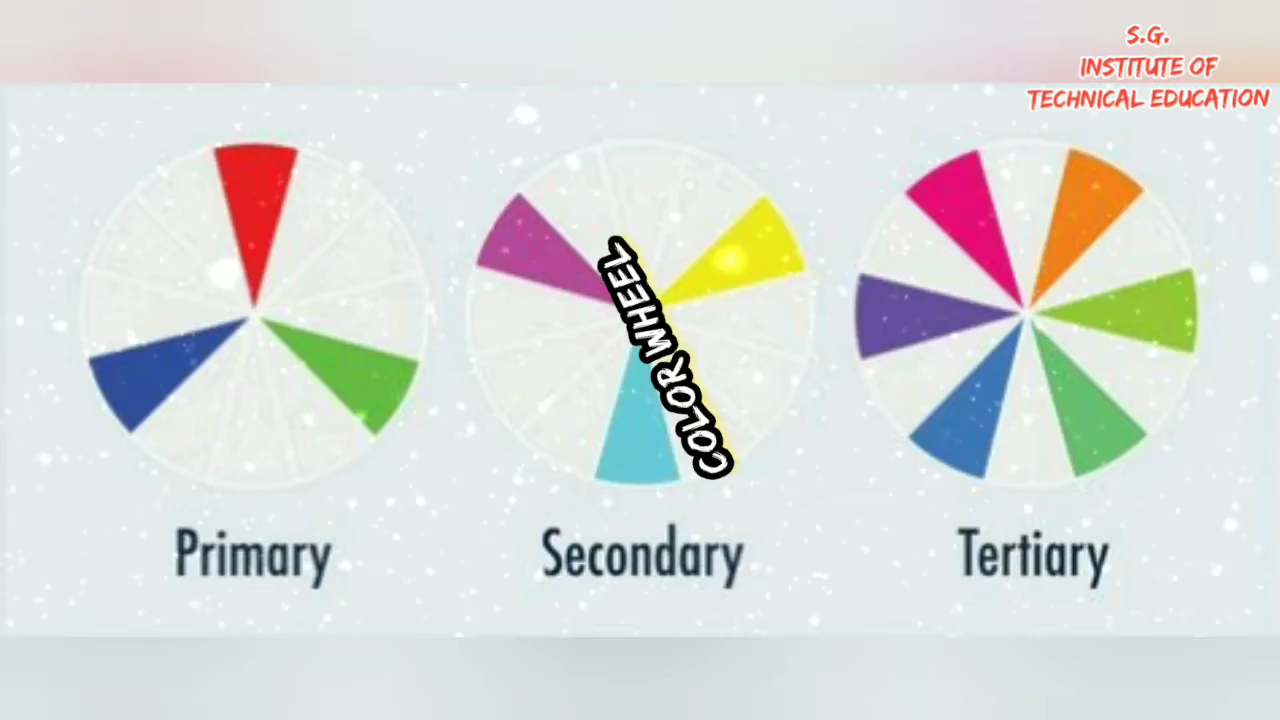 S.G.
INSTITUTE OF
TECHNICAL EDUCATION
COLOR WHEEL
Primary
Secondary
Tertiary